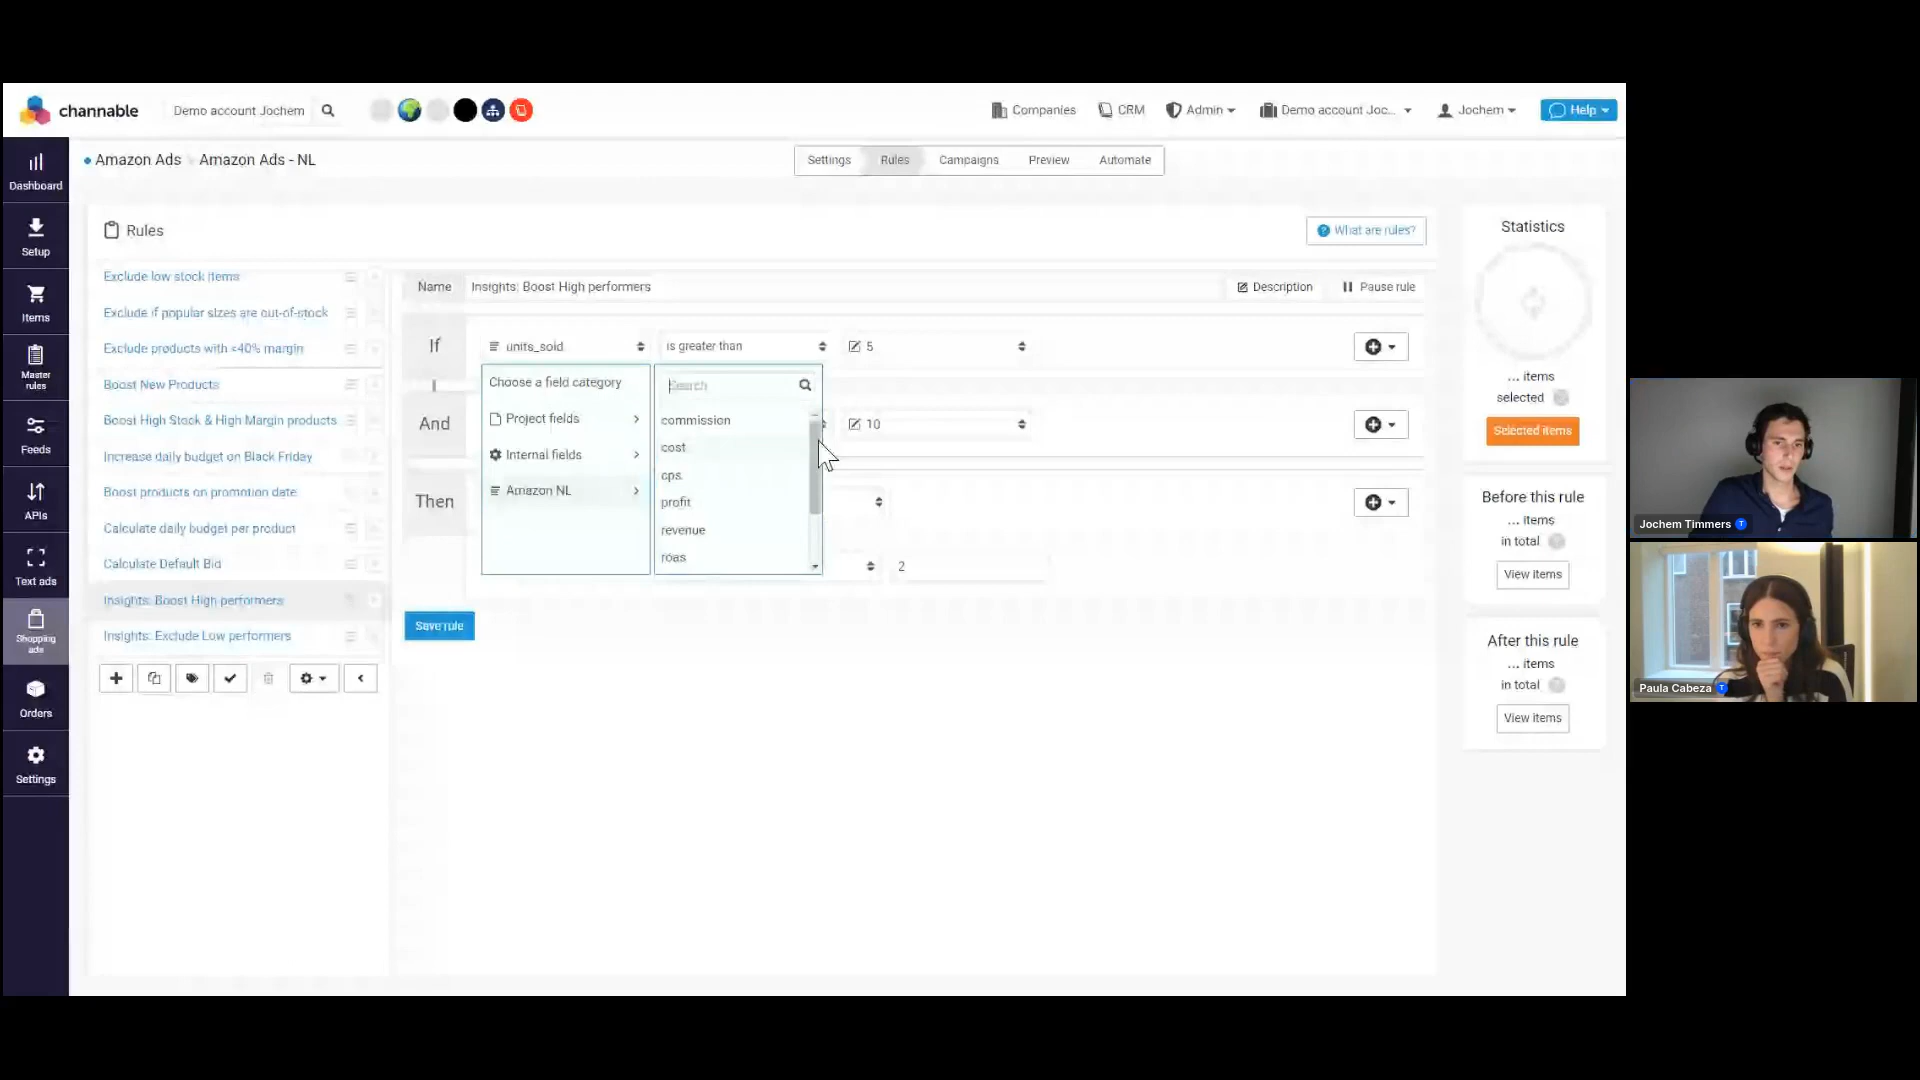 channable
Demo account Jochem
Companies
CRM
Admin
Demo account Joc...
Jochem
Help
Amazon Ads
Amazon Ads - NL
Settings
Rules
Campaigns
Preview
Automate
Dashboard
Setup
Items
Master rules
Feeds
APIs
Text ads
Shopping ads
Orders
Settings
Rules
What are rules?
Exclude low stock items
Exclude if popular sizes are out-of-stock
Exclude products with <40% margin
Boost New Products
Boost High Stock & High Margin products
Increase daily budget on Black Friday
Boost products on promotion date
Calculate daily budget per product
Calculate Default Bid
Insights: Boost High performers
Insights: Exclude Low performers
Name
Insights: Boost High performers
Description
Pause rule
If
units_sold
is greater than
5
Choose a field category
Project fields
Internal fields
Amazon NL
Search
commission
cost
cps
profit
revenue
roas
And
10
Then
2
Save rule
Statistics
... items
selected
Selected items
Before this rule
... items
in total
View items
After this rule
... items
in total
View items
Jochem Timmers
Paula Cabeza